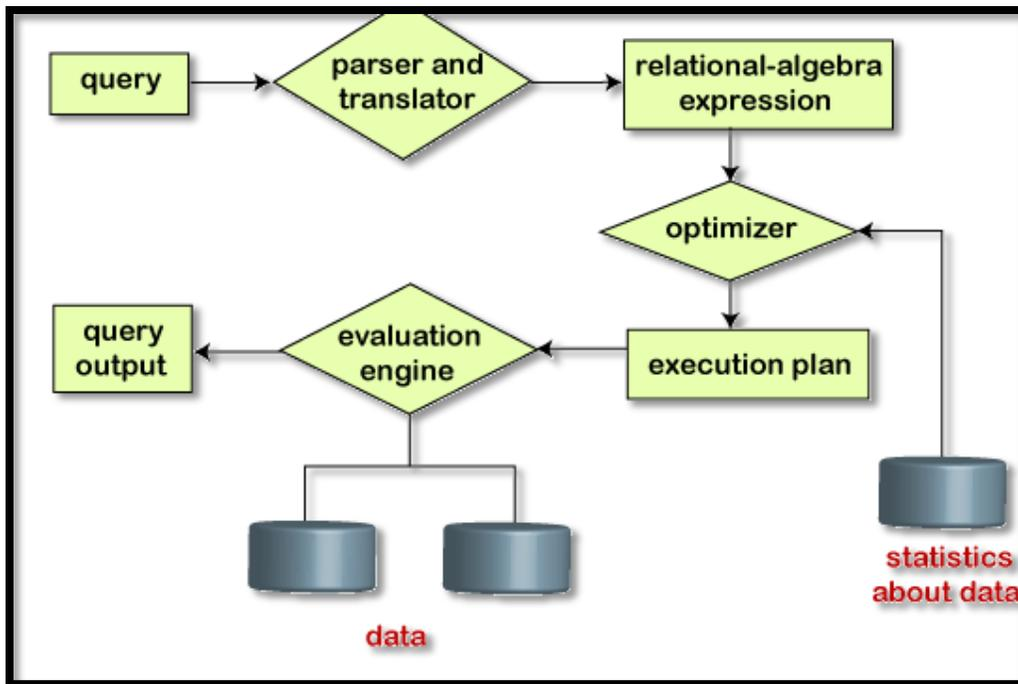 query
parser and
translator
relational-algebra
expression
optimizer
query
output
evaluation
engine
execution plan
statistics
about data
data